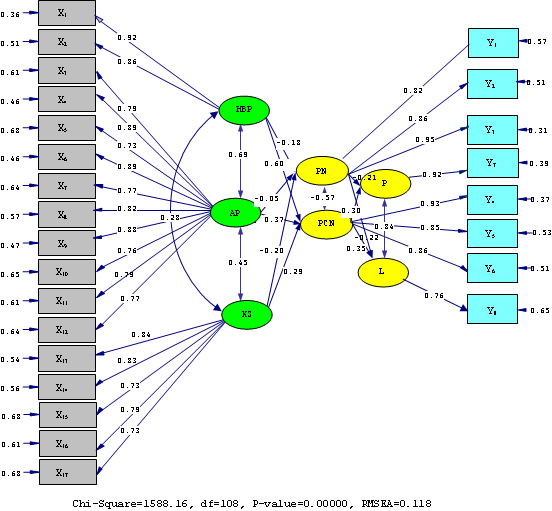 0.36 X1
0.51 X2
0.61 X3
0.46 X4
0.68 X5
0.46 X6
0.64 X7
0.57 X8
0.47 X9
0.65 X10
0.61 X11
0.64 X12
0.54 X13
0.56 X14
0.68 X15
0.61 X16
0.68 X17
0.92
0.86
0.79
0.89
0.73
0.89
0.77
0.82
0.88
0.76
0.79
0.77
0.84
0.83
0.73
0.79
0.73
0.28
HBP
0.69
AP
0.45
KS
-0.18
0.60
-0.05
0.37
-0.20
0.29
PN
-0.57
PCN
-0.21
0.30
-0.22
0.35
P
0.84
L
0.82
0.86
0.95
0.92
0.93
0.85
0.86
0.76
Y1 0.57
Y2 0.51
Y3 0.31
Y7 0.39
Y4 0.37
Y5 0.53
Y6 0.51
Y8 0.65
Chi-Square=1588.16, df=108, P-value=0.00000, RMSEA=0.118